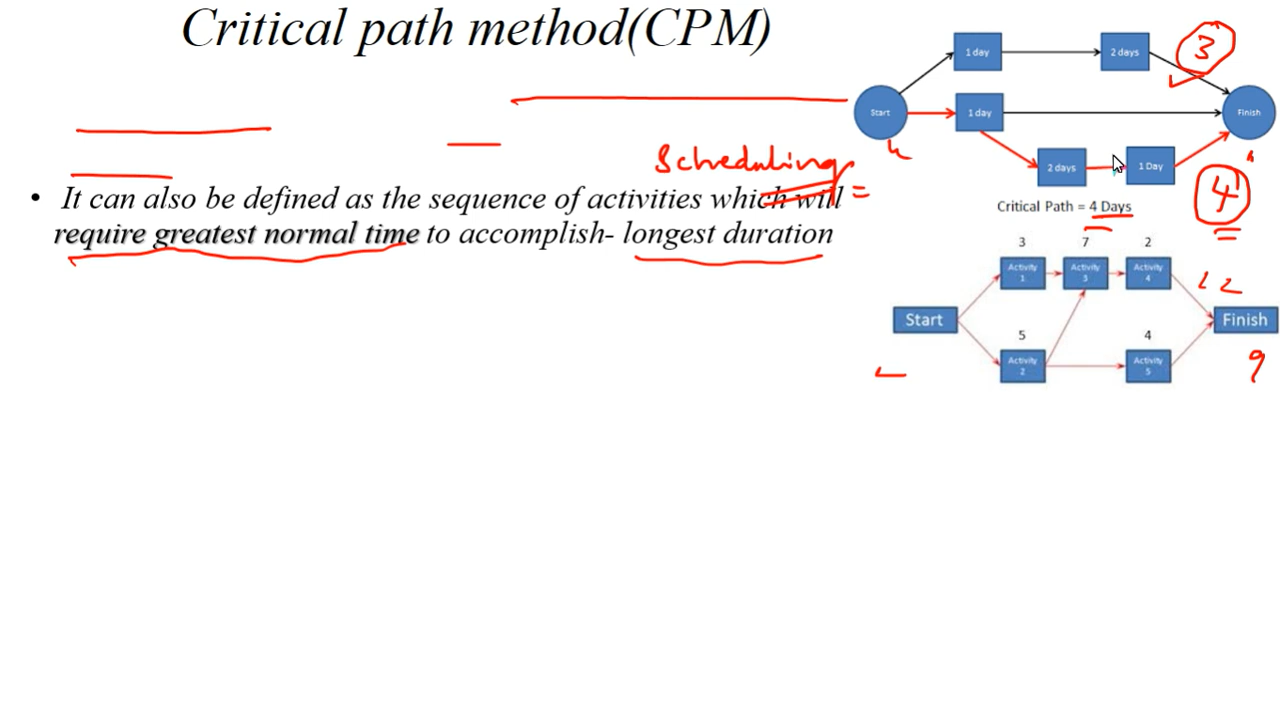 Critical path method(CPM)
1 day
2 days
3
Start
1 day
Finish
Scheduling
2 days
1 Day
4
• It can also be defined as the sequence of activities which will
require greatest normal time to accomplish- longest duration
Critical Path = 4 Days
3 7 2
Activity 1
Activity 3
Activity 4
12
Start
Finish
5 4
Activity 2
Activity 5
9